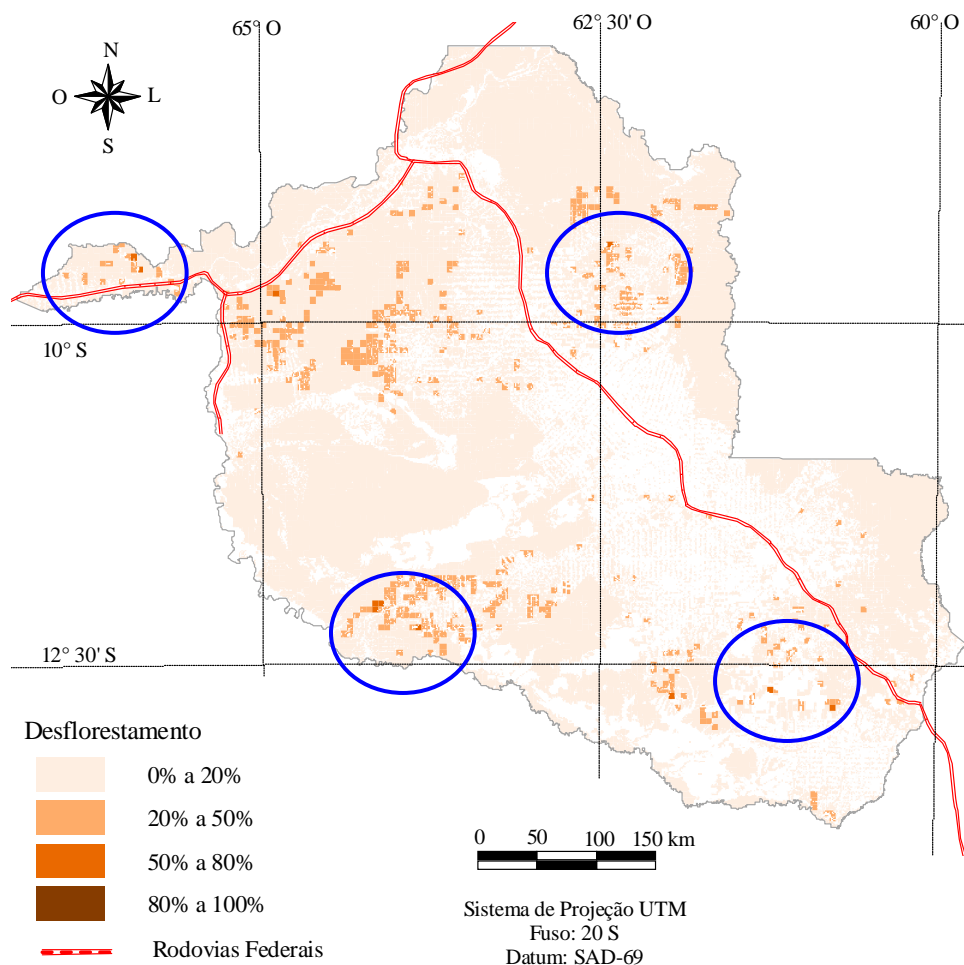 65° O
62° 30' O
60° O
N
O
L
S
10° S
12° 30' S
Desflorestamento
0% a 20%
20% a 50%
50% a 80%
80% a 100%
Rodovias Federais
0 50 100 150 km
Sistema de Projeção UTM
Fuso: 20 S
Datum: SAD-69